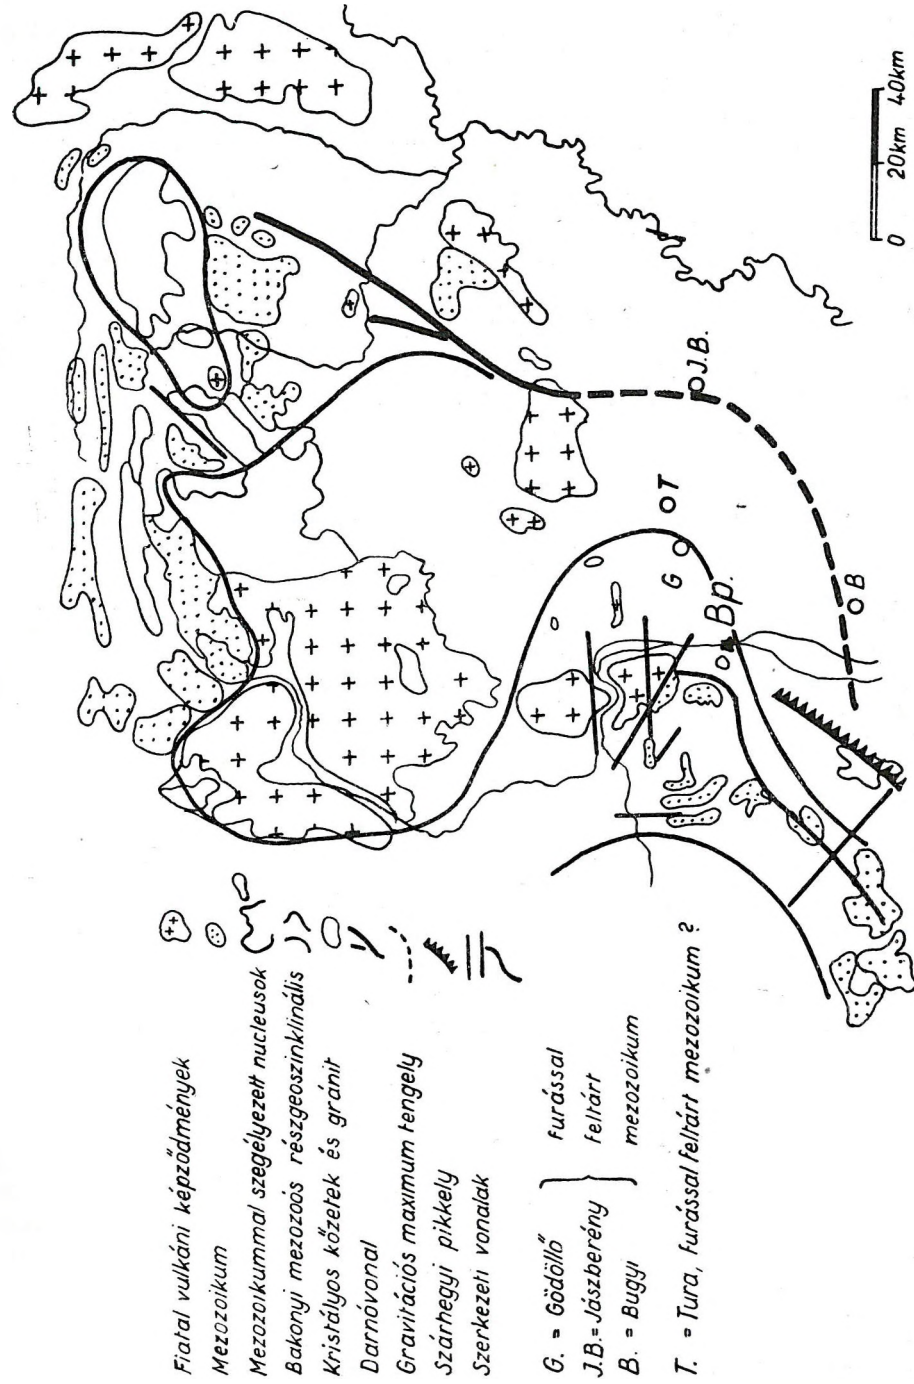 Fiatal vulkáni képződmények
Mezozoikum
Mezozoikummal szegélyezett nucleusok
Bakonyi mezozoós részgeoszinklinális
Kristályos kőzetek és gránit
Darnóvonal
Gravitációs maximum tengely
Szárhegyi pikkely
Szerkezeti vonalak
G. = Gödöllő
J.B.= Jászberény
B. = Bugyi
furással
feltárt
mezozoikum
T. = Tura, furással feltárt mezozoikum ?
J.B.
T
G
Bp.
B
0 20km 40km